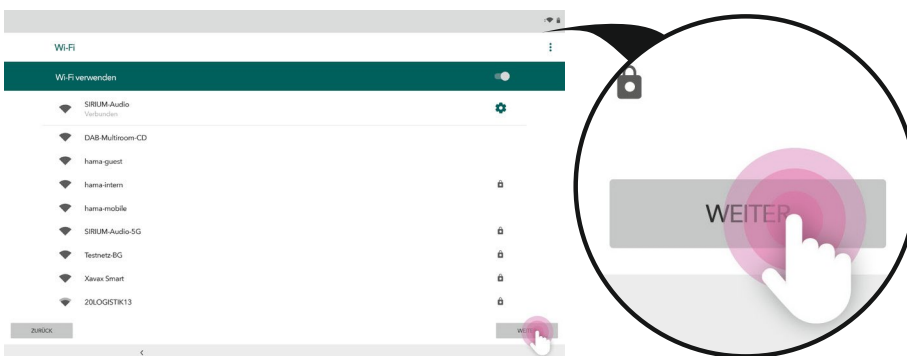 Wi-Fi
Wi-Fi verwenden
SIRIUM-Audio
Verbunden
DAB-Multiroom-CD
hama-guest
hama-intern
hama-mobile
SIRIUM-Audio-5G
Testnetz-BG
Xavax Smart
20LOGISTIK13
ZURÜCK
WEITER
WEITER